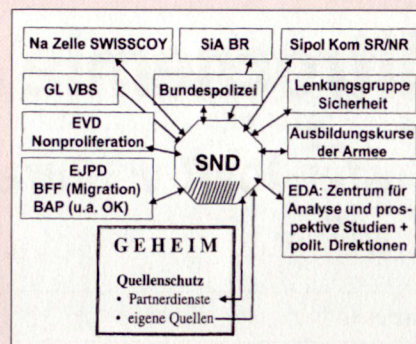 Na Zelle SWISSCOY
SiA BR
Sipol Kom SR/NR
GL VBS
Bundespolizei
Lenkungsgruppe
Sicherheit
EVD
Nonproliferation
SND
Ausbildungskurse
der Armee
EJPD
BFF (Migration)
BAP (u.a. OK)
EDA: Zentrum für
Analyse und pros-
pektive Studien +
polit. Direktionen
GEHEIM
Quellenschutz
• Partnerdienste
• eigene Quellen